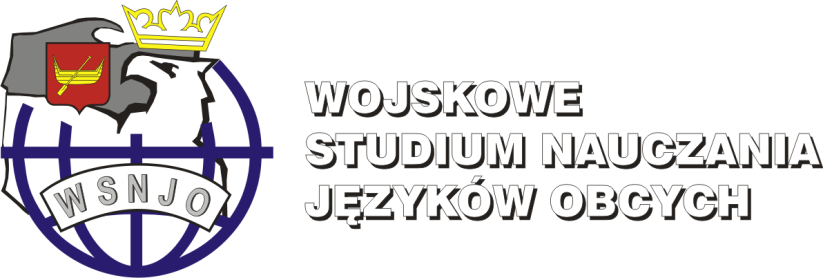 WSNJO
WOJSKOWE
STUDIUM NAUCZANIA
JĘZYKÓW OBCYCH